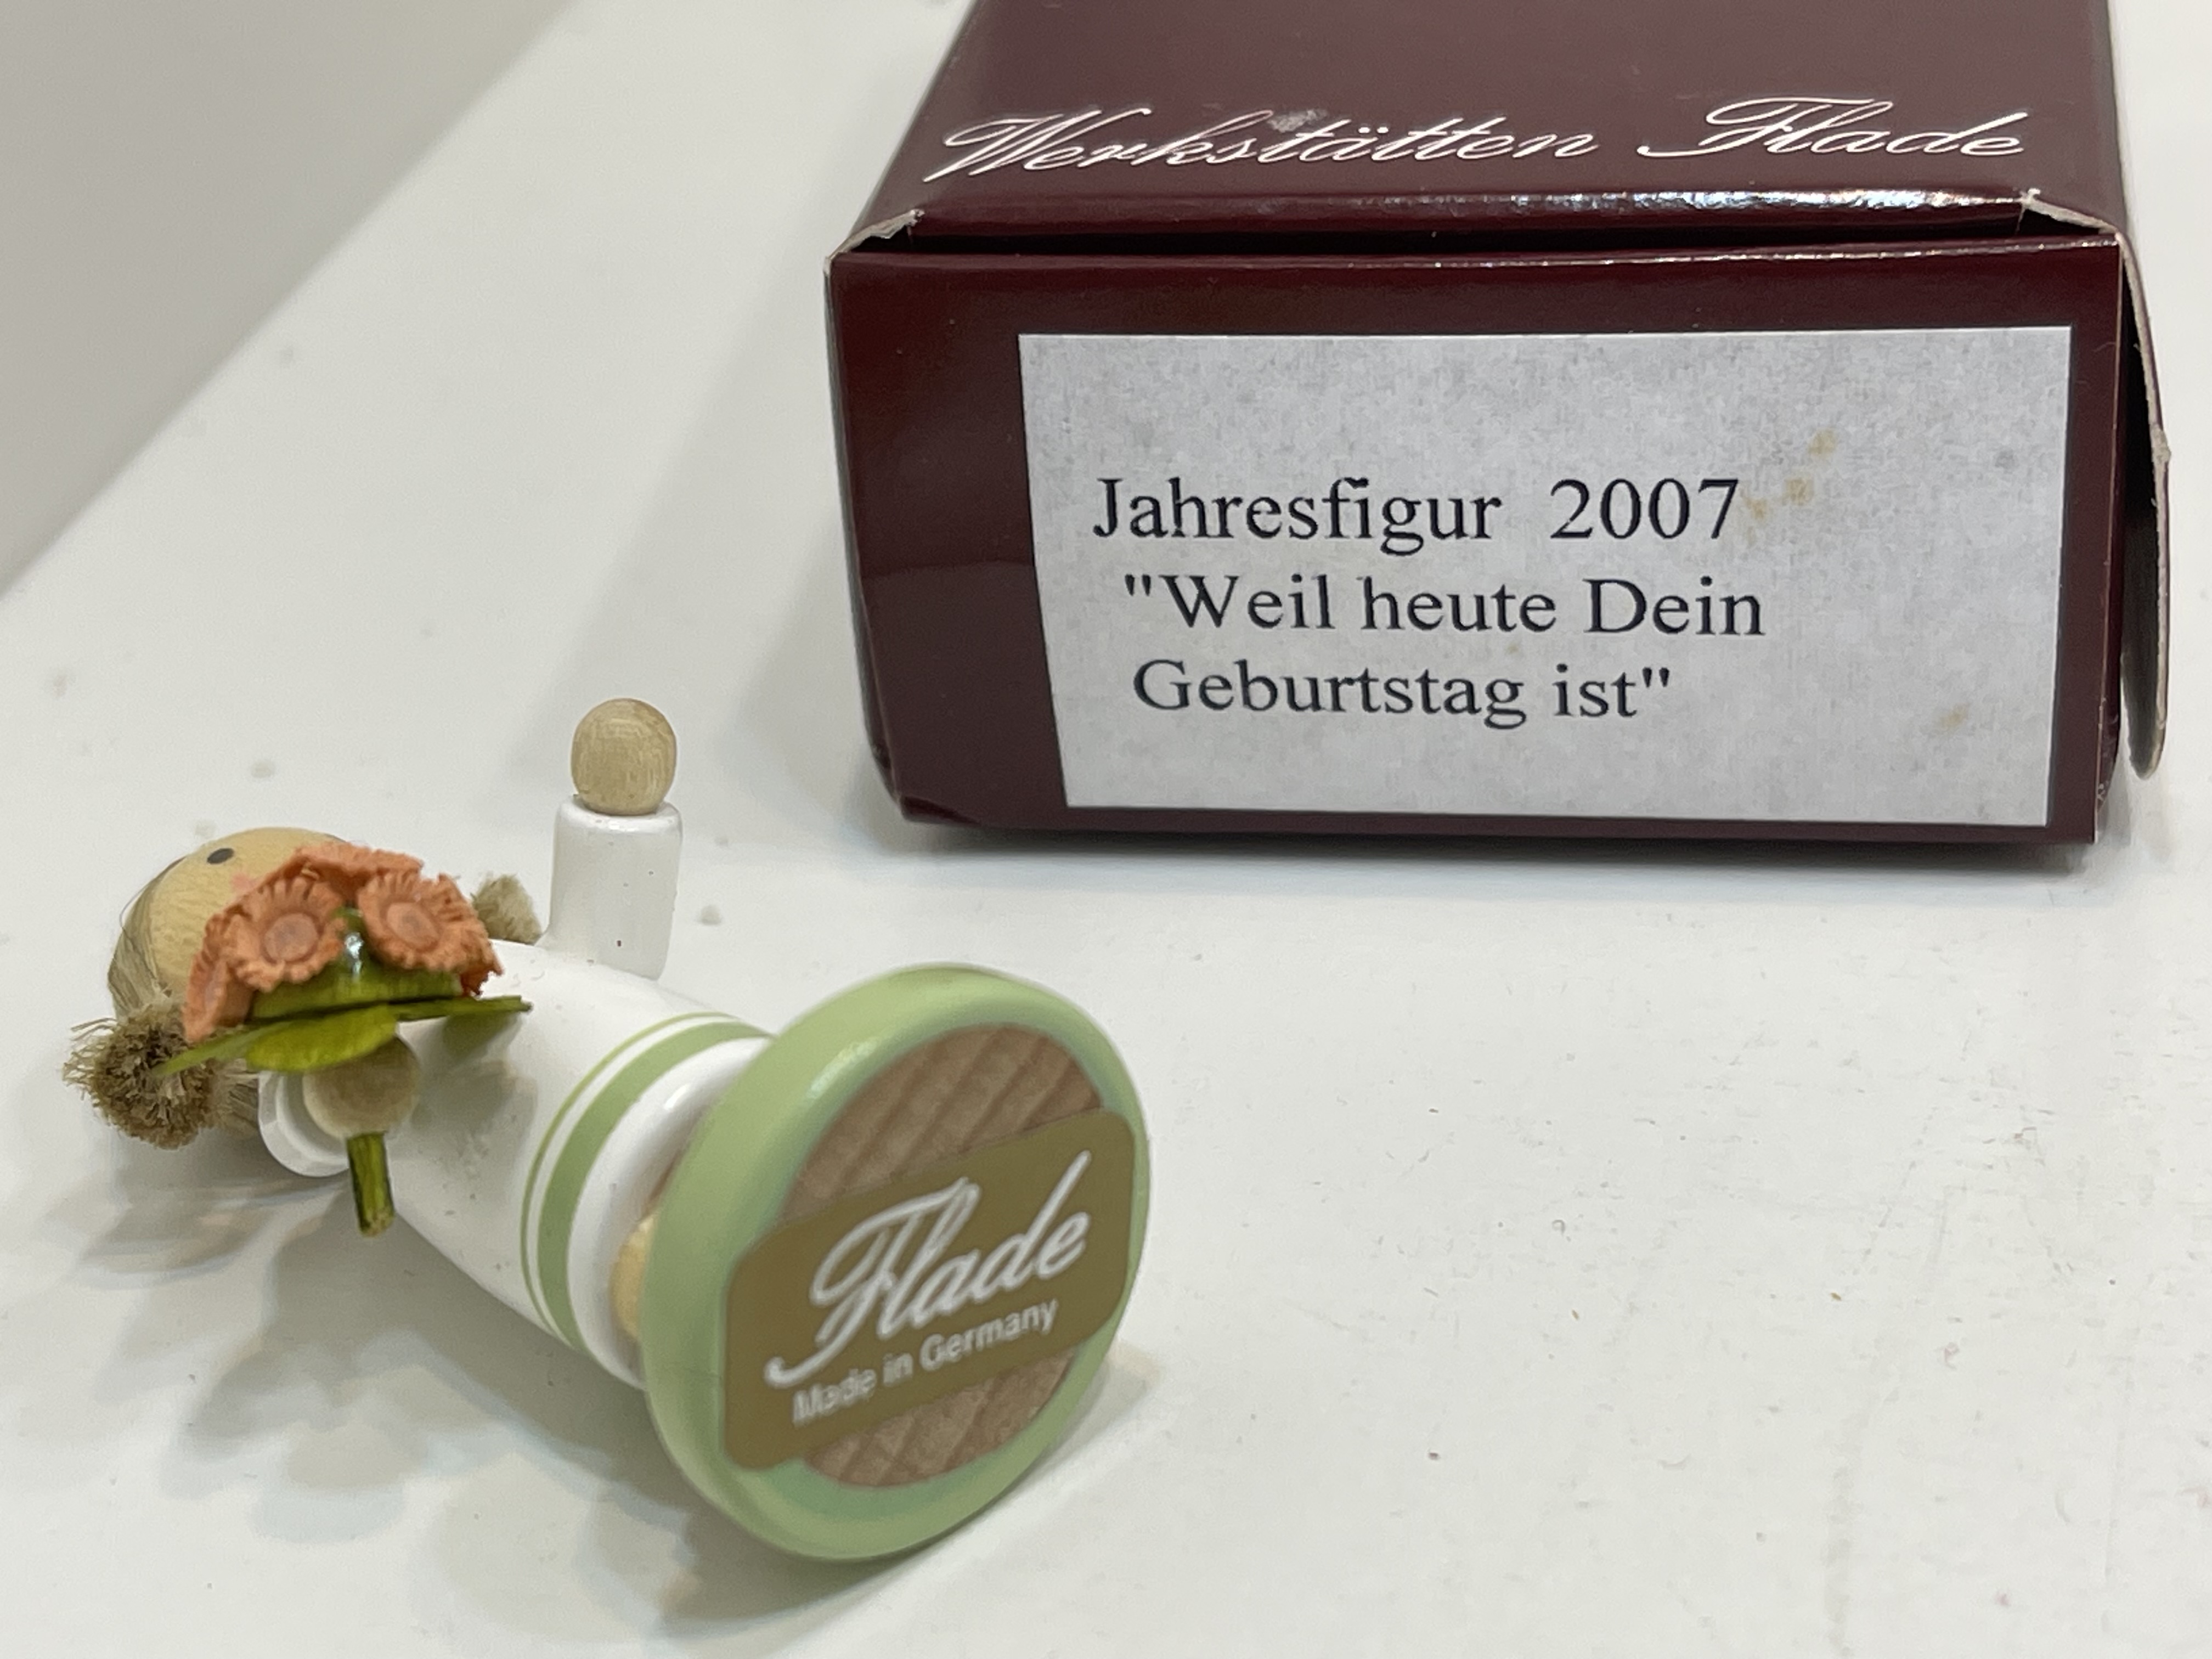 Werkstätten Flade
Jahresfigur 2007
"Weil heute Dein
Geburtstag ist"
Flade
Made in Germany